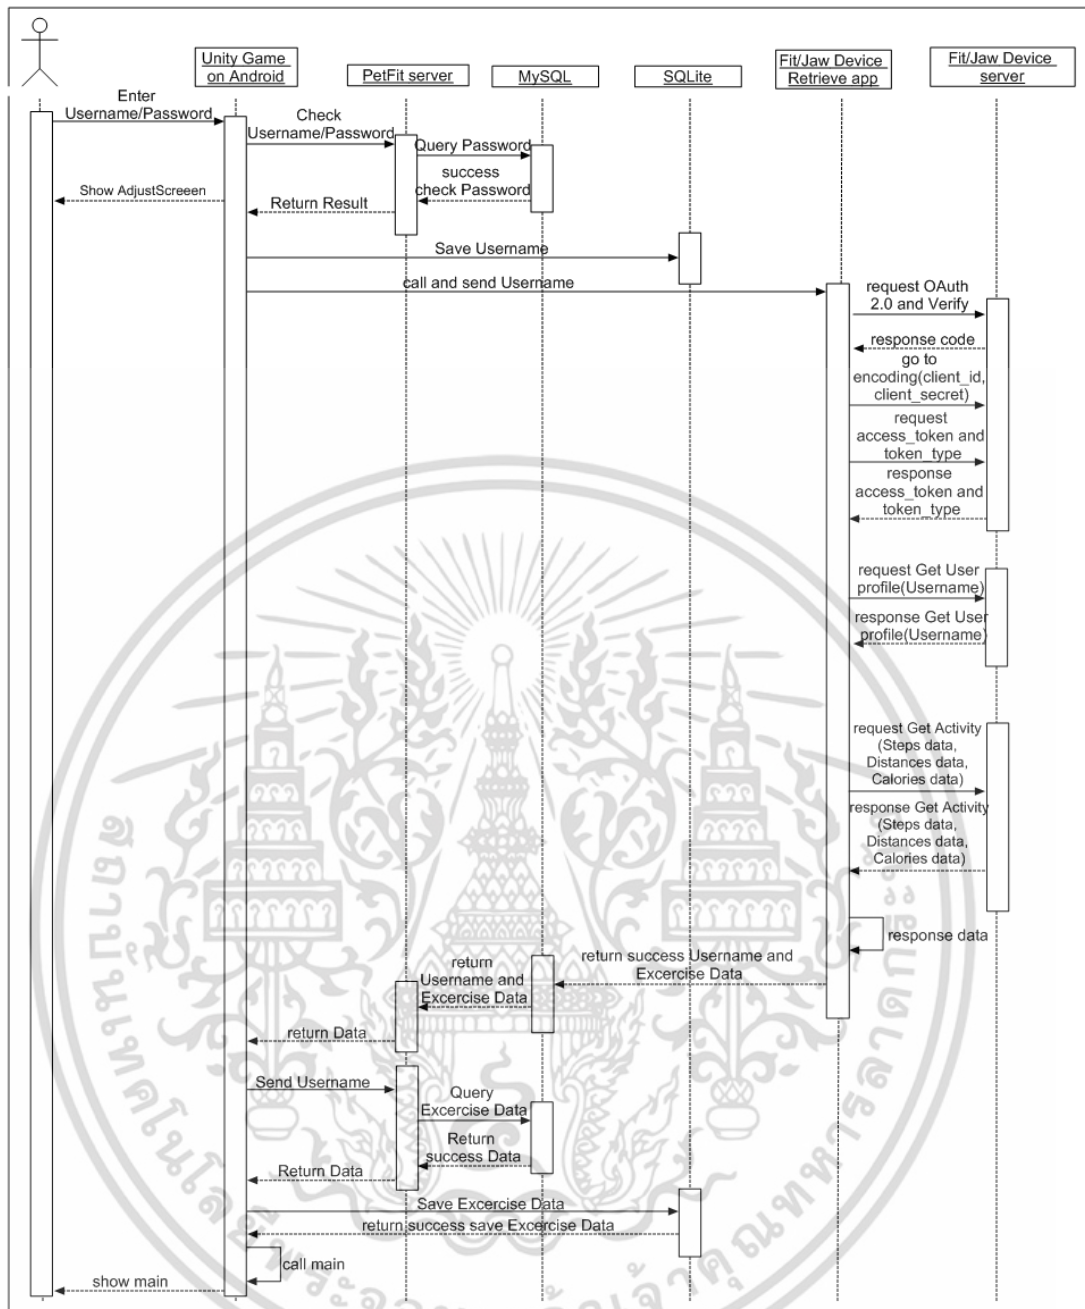 Unity Game
on Android
PetFit server
MySQL
SQLite
Fit/Jaw Device
Retrieve app
Fit/Jaw Device
server
Enter
Username/Password
Check
Username/Password
Query Password
success
check Password
Show AdjustScreeen
Return Result
Save Username
call and send Username
request OAuth
2.0 and Verify
response code
go to
encoding(client_id,
client_secret)
request
access_token and
token_type
response
access_token and
token_type
request Get User
profile(Username)
response Get User
profile(Username)
request Get Activity
(Steps data,
Distances data,
Calories data)
response Get Activity
(Steps data,
Distances data,
Calories data)
response data
return success Username and
Excercise Data
return
Username and
Excercise Data
return Data
Send Username
Query
Excercise Data
Return
success Data
Return Data
Save Excercise Data
return success save Excercise Data
call main
show main